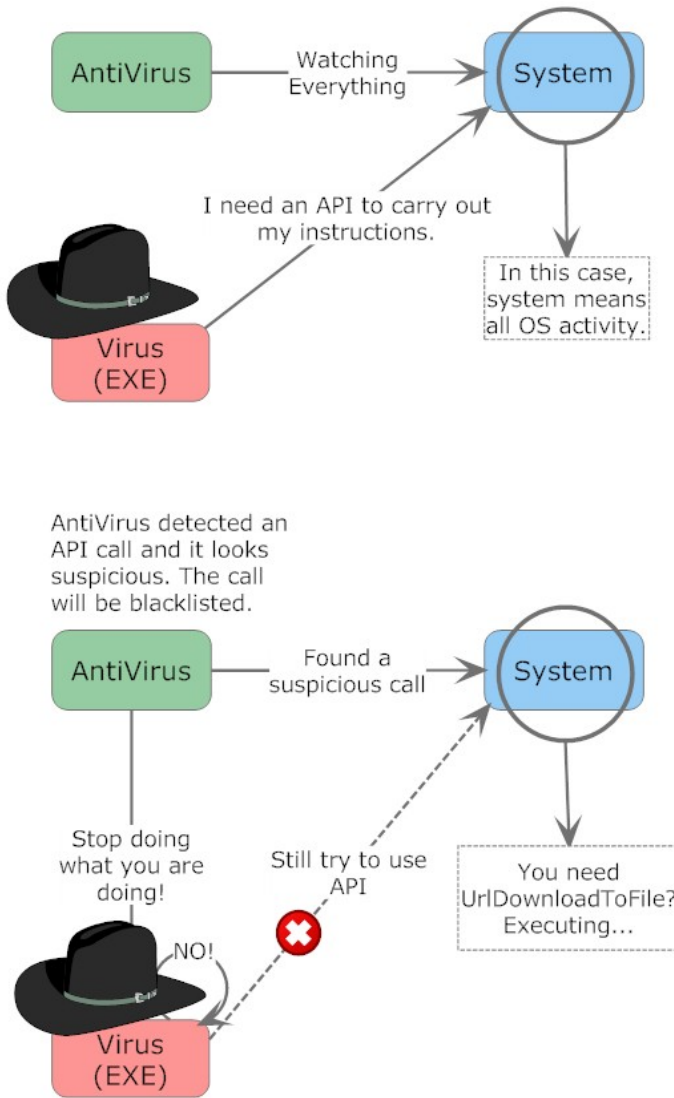 AntiVirus
Watching
Everything
System
I need an API to carry out
my instructions.
In this case,
system means
all OS activity.
Virus
(EXE)
AntiVirus detected an
API call and it looks
suspicious. The call
will be blacklisted.
AntiVirus
Found a
suspicious call
System
Stop doing
what you are
doing!
Still try to use
API
You need
UrlDownloadToFile?
Executing...
NO!
Virus
(EXE)